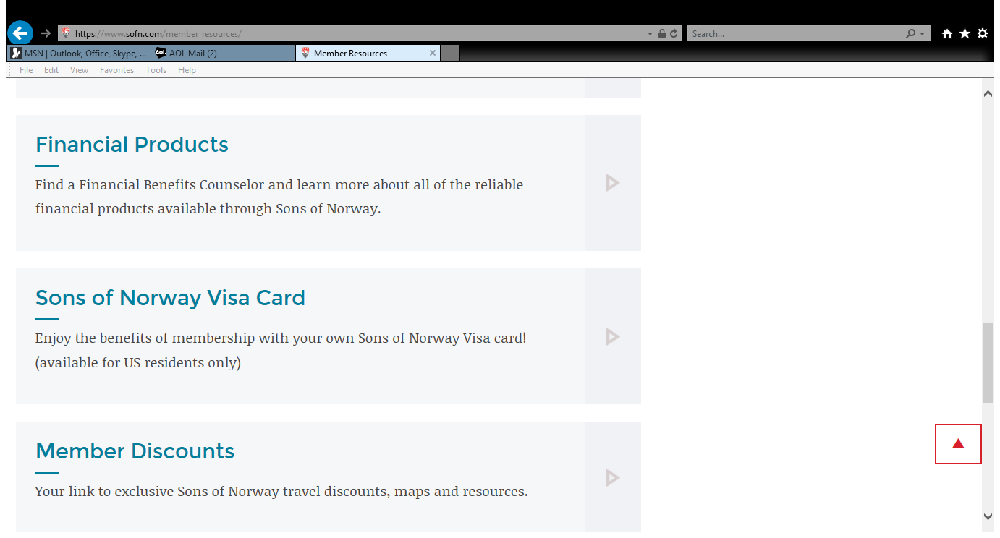 https://www.sofn.com/member_resources/
Search...
MSN | Outlook, Office, Skype, ...
Aol. AOL Mail (2)
Member Resources
File Edit View Favorites Tools Help
Financial Products
Find a Financial Benefits Counselor and learn more about all of the reliable
financial products available through Sons of Norway.
Sons of Norway Visa Card
Enjoy the benefits of membership with your own Sons of Norway Visa card!
(available for US residents only)
Member Discounts
Your link to exclusive Sons of Norway travel discounts, maps and resources.